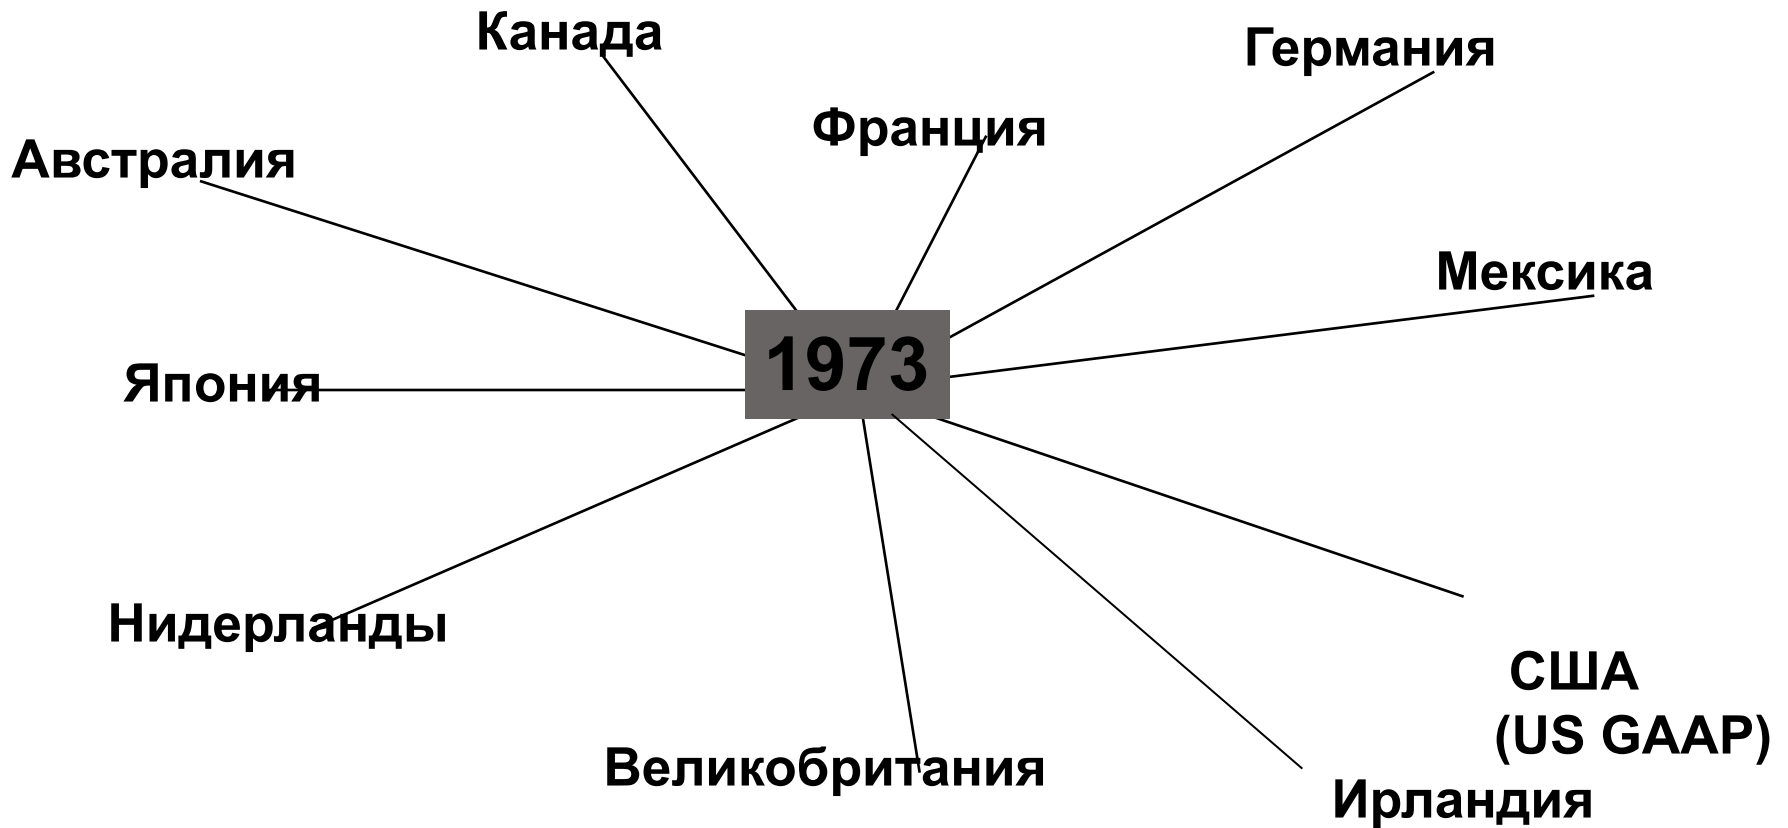 Канада
Германия
Франция
Австралия
Мексика
1973
Япония
Нидерланды
США
(US GAAP)
Великобритания
Ирландия